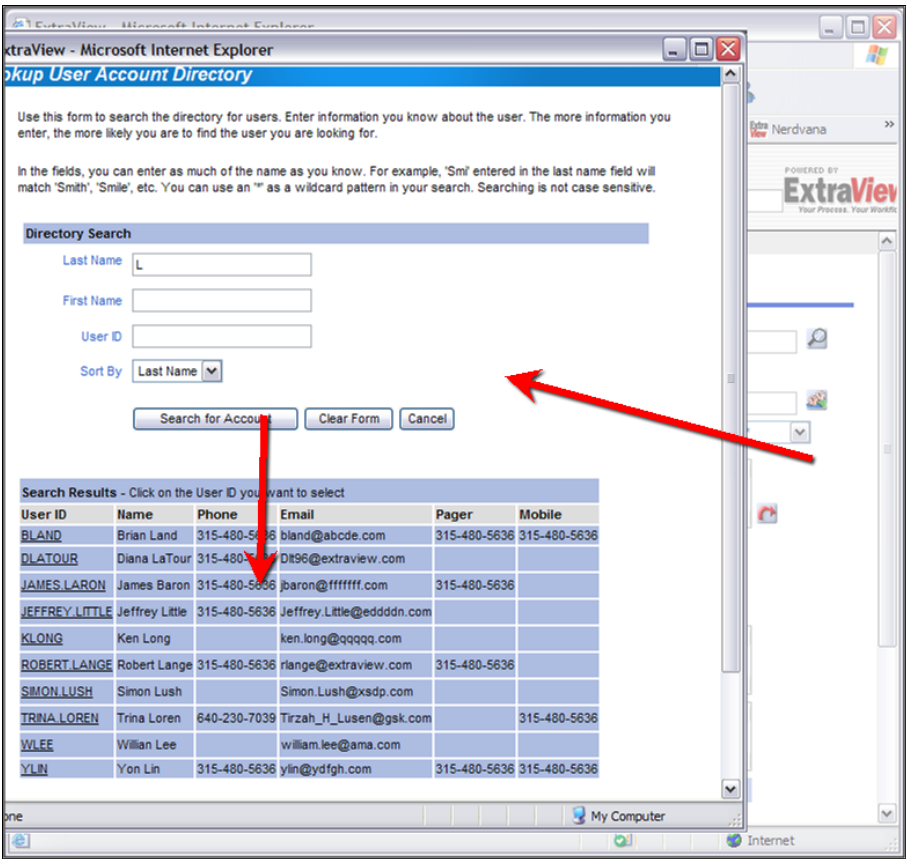 ExtraView - Microsoft Internet Explorer
xtraView - Microsoft Internet Explorer
okup User Account Directory
Use this form to search the directory for users. Enter information you know about the user. The more information you
enter, the more likely you are to find the user you are looking for.
In the fields, you can enter as much of the name as you know. For example, 'Smi' entered in the last name field will
match 'Smith', 'Smile', etc. You can use an '*' as a wildcard pattern in your search. Searching is not case sensitive.
Directory Search
Last Name L
First Name
User ID
Sort By Last Name
Search for Account Clear Form Cancel
Search Results - Click on the User ID you want to select
User ID Name Phone Email Pager Mobile
BLAND Brian Land 315-480-5636 bland@abcde.com 315-480-5636 315-480-5636
DLATOUR Diana LaTour 315-480-5636 Dlt96@extraview.com
JAMES.LARON James Baron 315-480-5636 jbaron@fffffff.com 315-480-5636
JEFFREY.LITTLE Jeffrey Little 315-480-5636 Jeffrey.Little@eddddn.com
KLONG Ken Long ken.long@qqqqq.com
ROBERT.LANGE Robert Lange 315-480-5636 rlange@extraview.com 315-480-5636
SIMON.LUSH Simon Lush Simon.Lush@xsdp.com
TRINA.LOREN Trina Loren 640-230-7039 Tirzah_H_Lusen@gsk.com 315-480-5636
WLEE Willian Lee william.lee@ama.com
YLIN Yon Lin 315-480-5636 ylin@ydfgh.com 315-480-5636 315-480-5636
one My Computer
Extra View Nerdvana »
POWERED BY
ExtraView
Your Process. Your Workflo
Internet